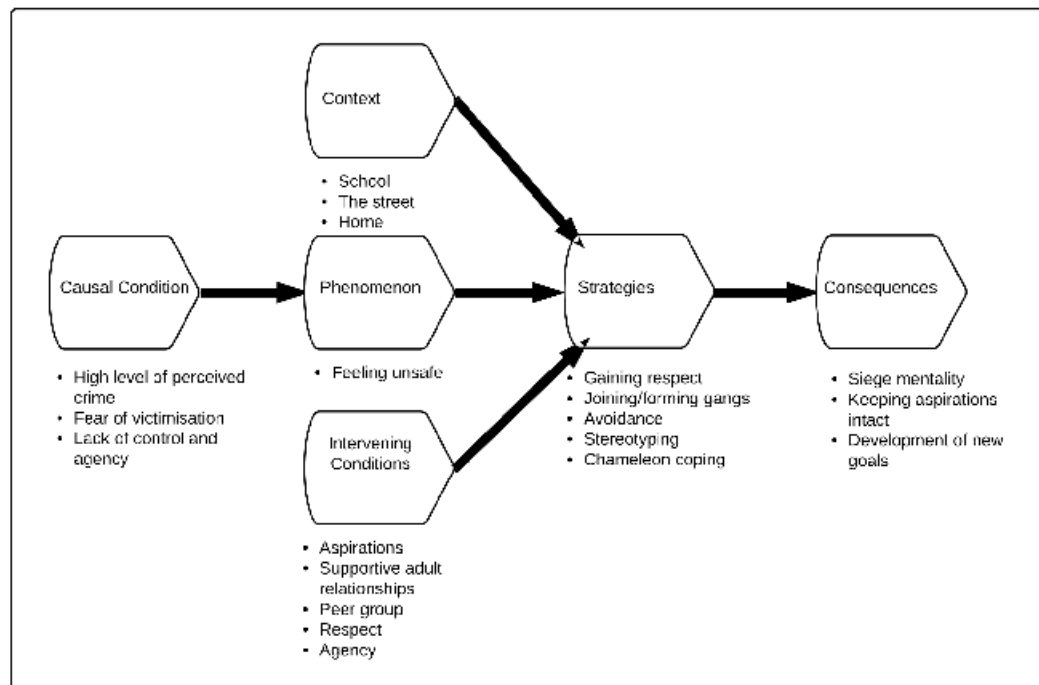 Context
• School
• The street
• Home
Causal Condition
• High level of perceived
crime
• Fear of victimisation
• Lack of control and
agency
Phenomenon
• Feeling unsafe
Intervening
Conditions
• Aspirations
• Supportive adult
relationships
• Peer group
• Respect
• Agency
Strategies
• Gaining respect
• Joining/forming gangs
• Avoidance
• Stereotyping
• Chameleon coping
Consequences
• Siege mentality
• Keeping aspirations
intact
• Development of new
goals